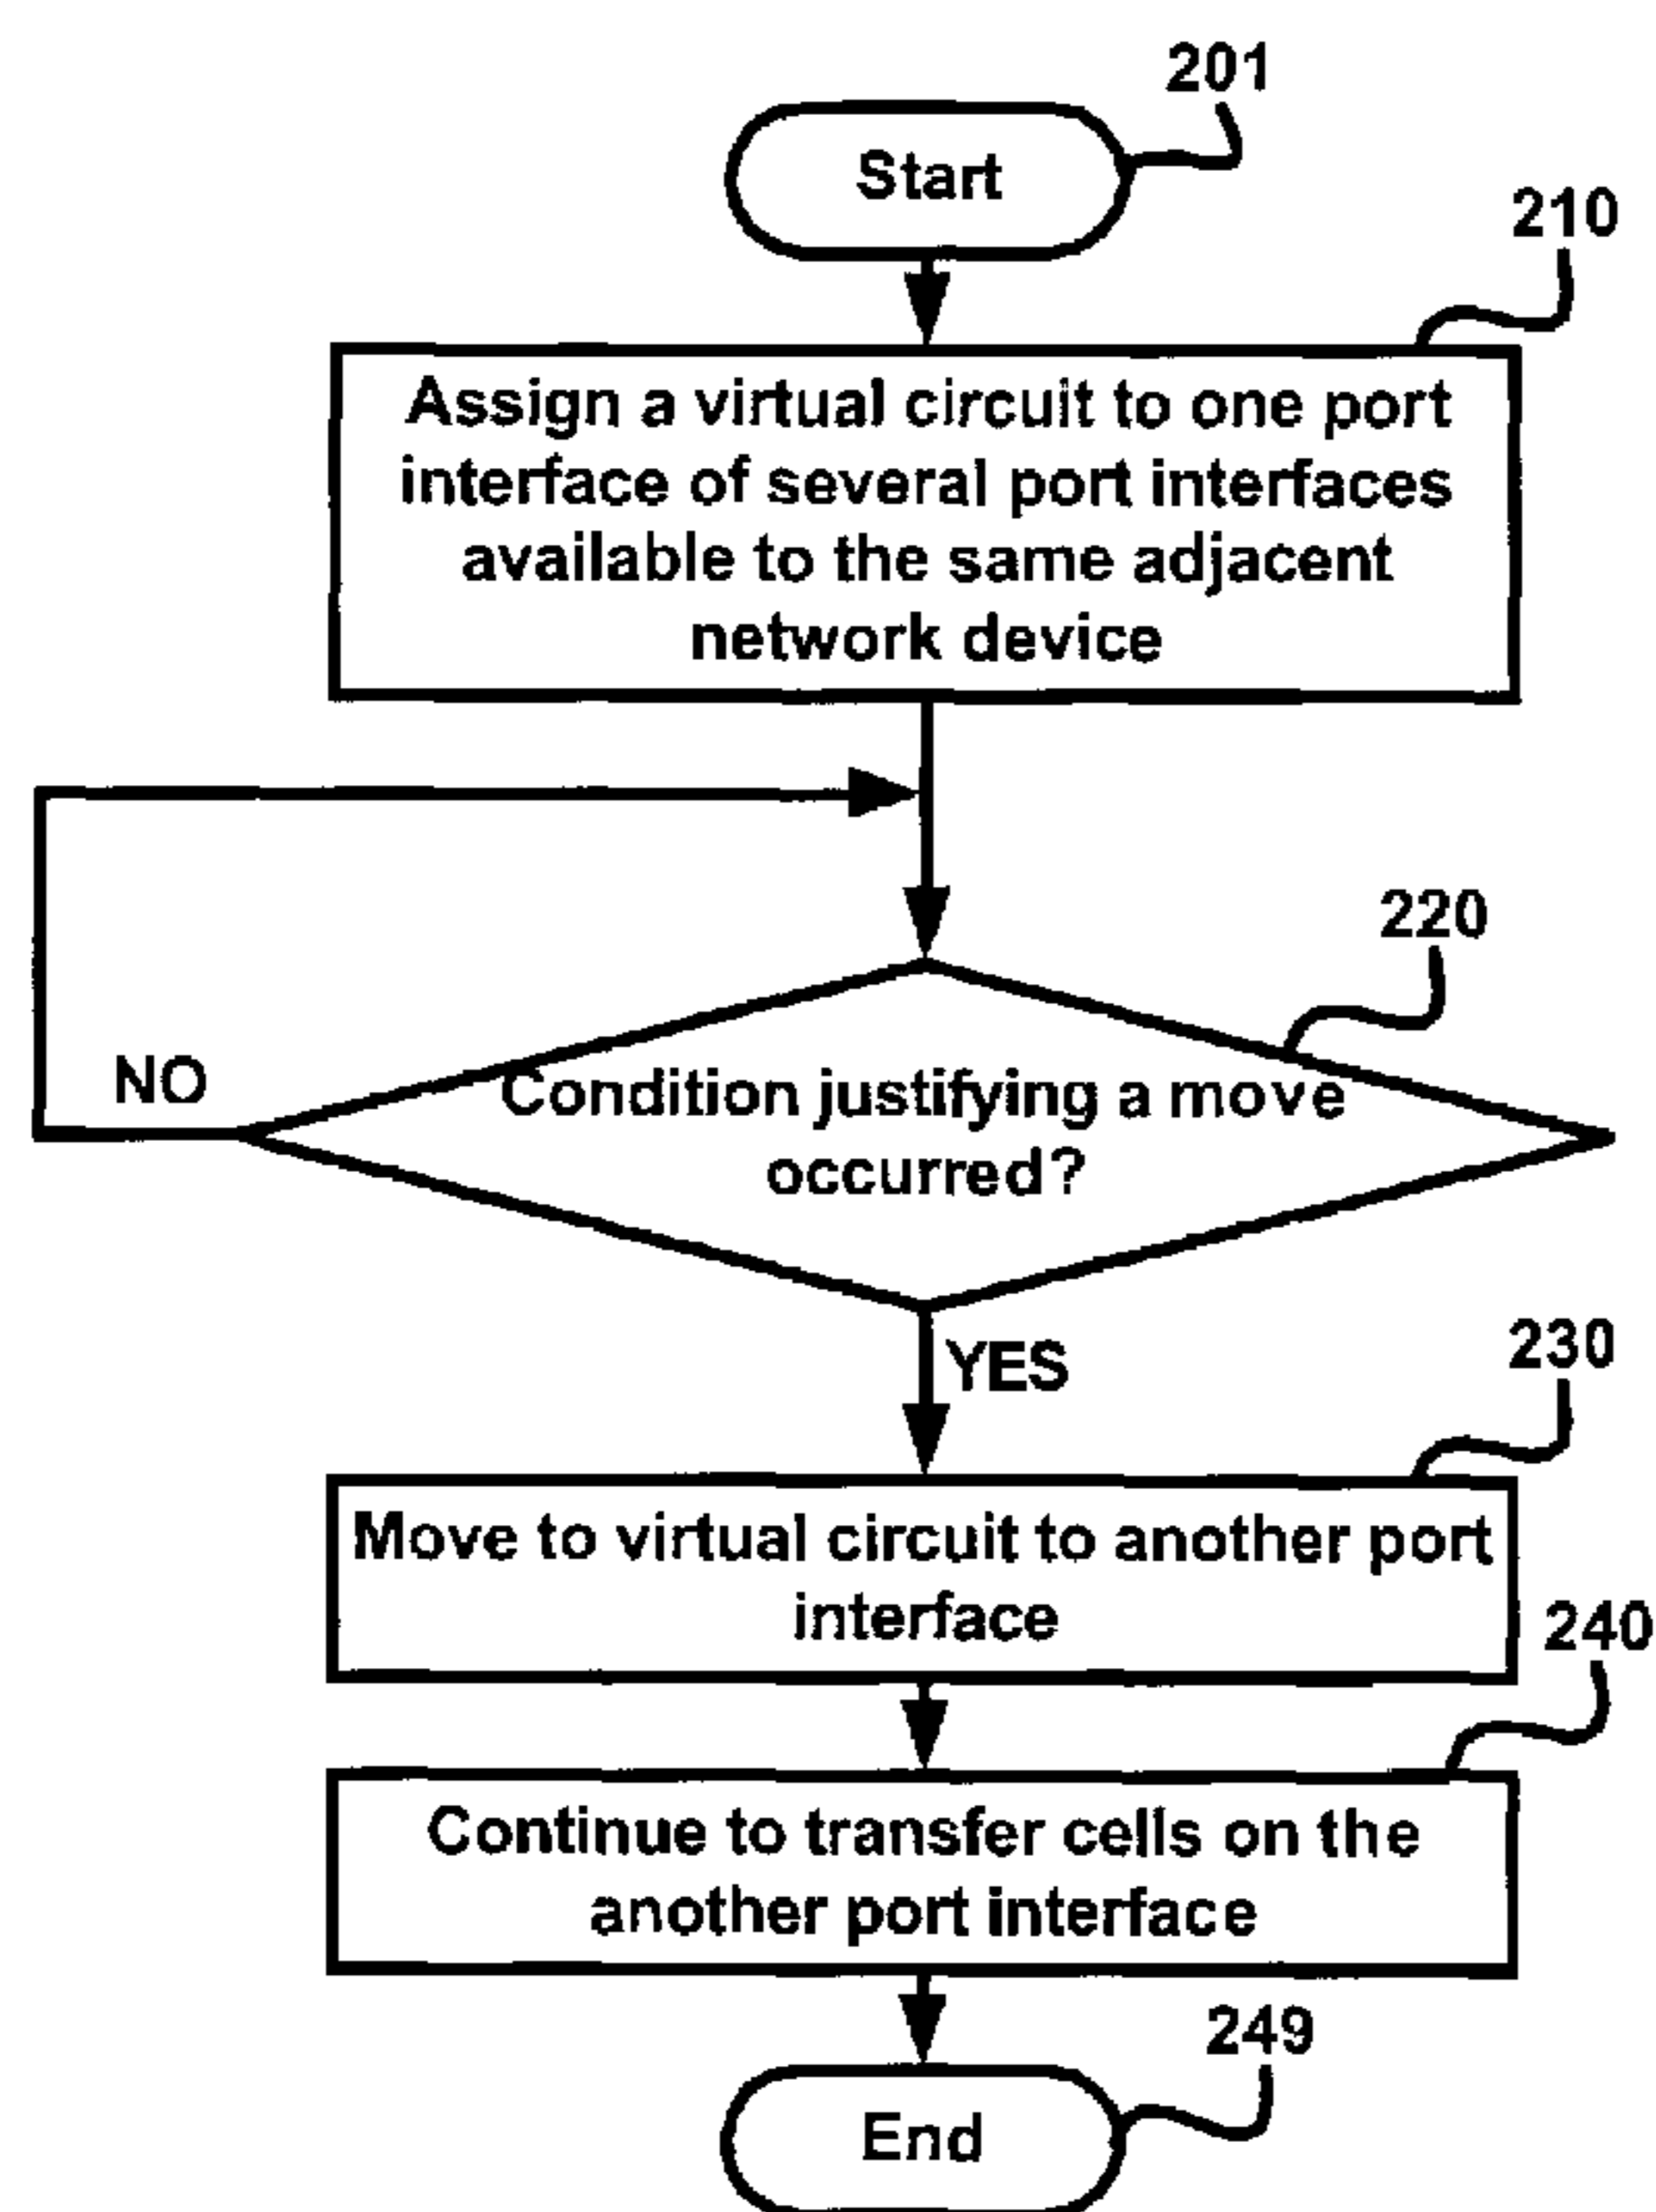 201
Start
210
Assign a virtual circuit to one port
interface of several port interfaces
available to the same adjacent
network device
220
NO
Condition justifying a move
occurred?
YES
230
Move to virtual circuit to another port
interface
240
Continue to transfer cells on the
another port interface
249
End